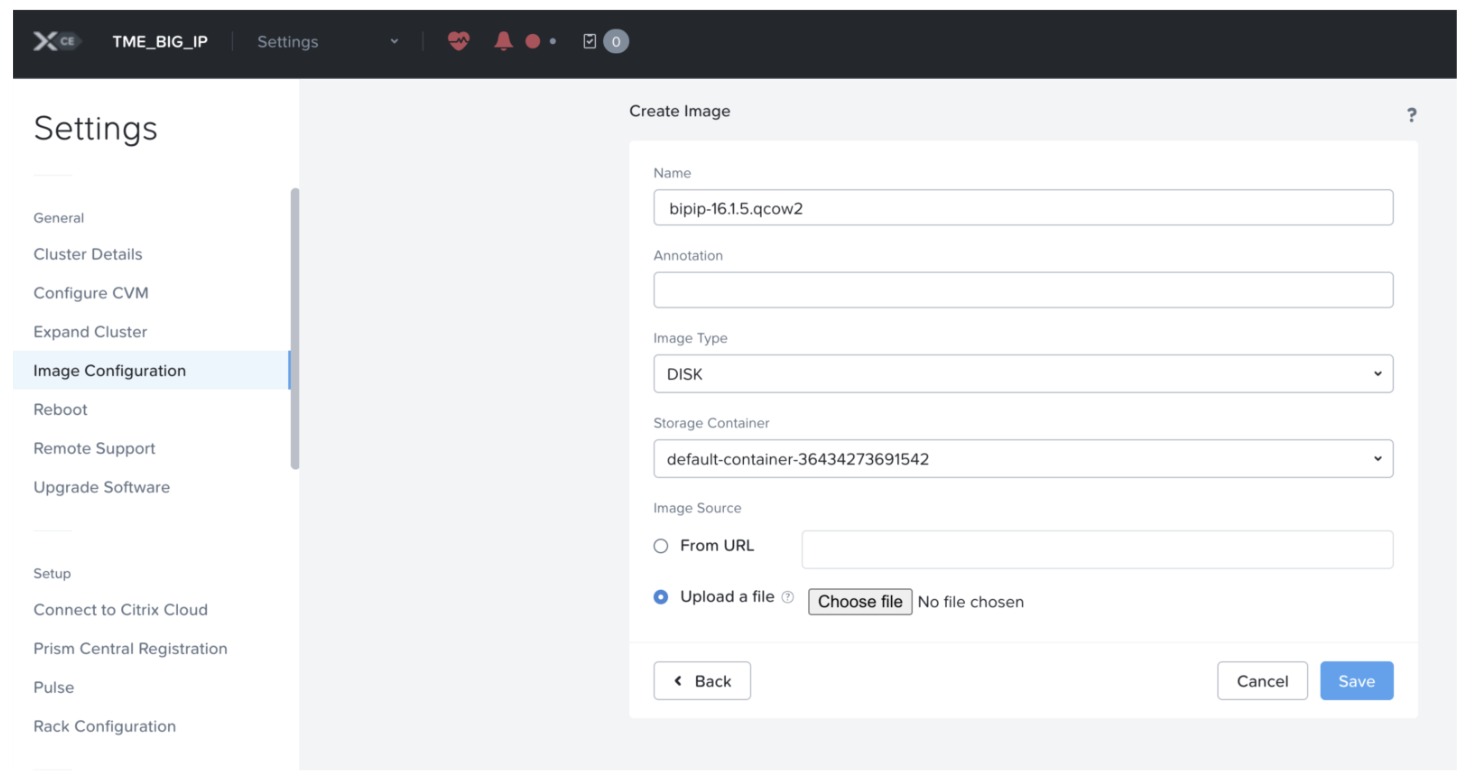 CE TME_BIG_IP Settings 0
Settings
General
Cluster Details
Configure CVM
Expand Cluster
Image Configuration
Reboot
Remote Support
Upgrade Software
Setup
Connect to Citrix Cloud
Prism Central Registration
Pulse
Rack Configuration
Create Image
?
Name
bipip-16.1.5.qcow2
Annotation
Image Type
DISK
Storage Container
default-container-36434273691542
Image Source
From URL
Upload a file ? Choose file No file chosen
Back
Cancel
Save